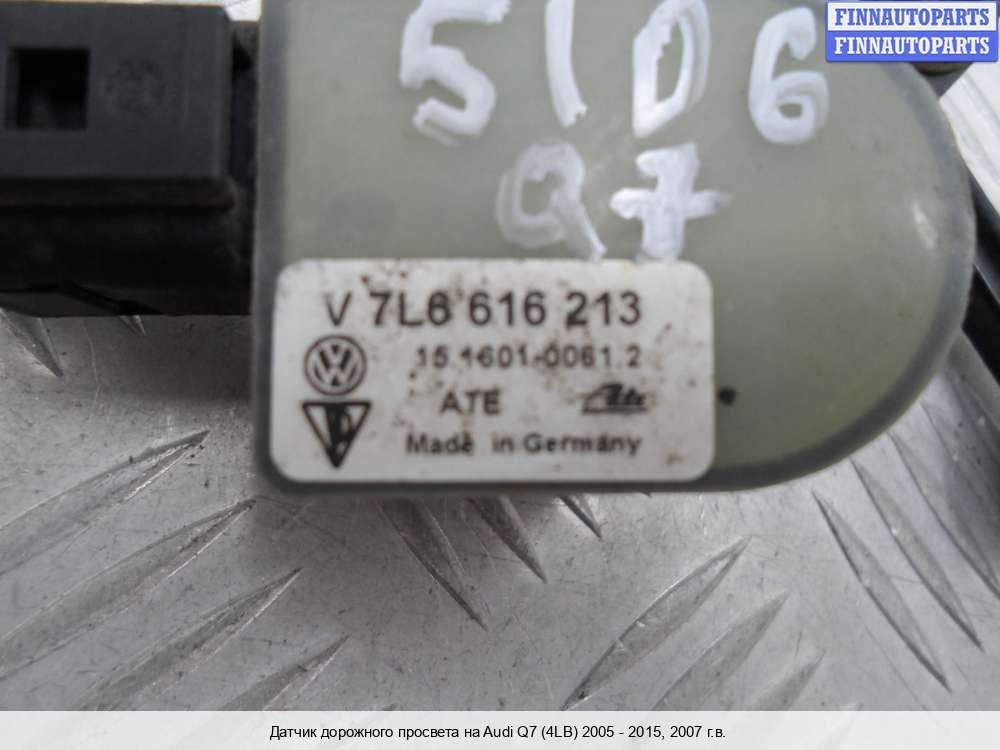 FINNAUTOPARTS
FINNAUTOPARTS
5106
Q7
V 7L6 616 213
15.1601-0061.2
ATE Ate
Made in Germany
Датчик дорожного просвета на Audi Q7 (4LB) 2005 - 2015, 2007 г.в.